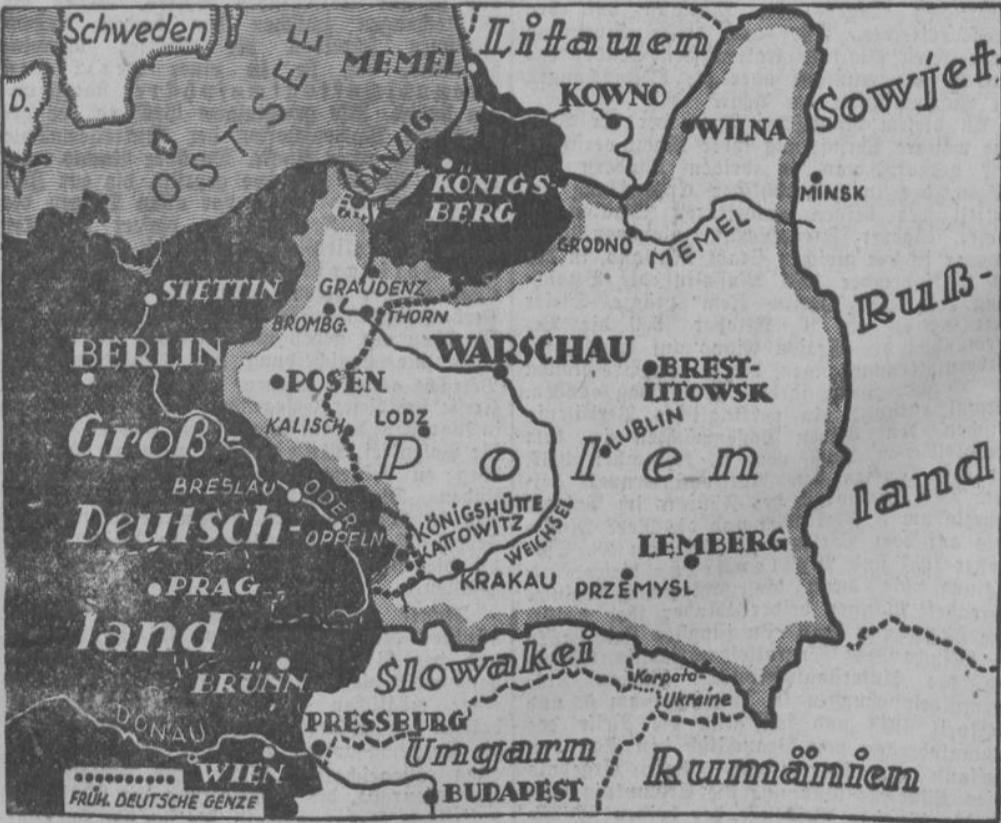 Schweden
Litauen
Sowjet-
D.
OSTSEE
MEMEL
KOWNO
WILNA
DANZIG
KÖNIGS-
BERG
MINSK
GRODNO
MEMEL
Ruß-
land
STETTIN
GRAUDENZ
BROMBG.
THORN
BERLIN
WARSCHAU
BREST-
LITOWSK
POSEN
KALISCH
LODZ
LUBLIN
Polen
Groß-
BRESLAU
ODER
Deutsch-
OPPELN
KÖNIGSHÜTTE
KATTOWITZ
WEICHSEL
LEMBERG
PRAG
KRAKAU
PRZEMYSL
land
BRÜNN
Slowakei
Karpato-
Ukraine
DONAU
PRESSBURG
Ungarn
WIEN
Rumänien
BUDAPEST
FRÜH. DEUTSCHE GENZE